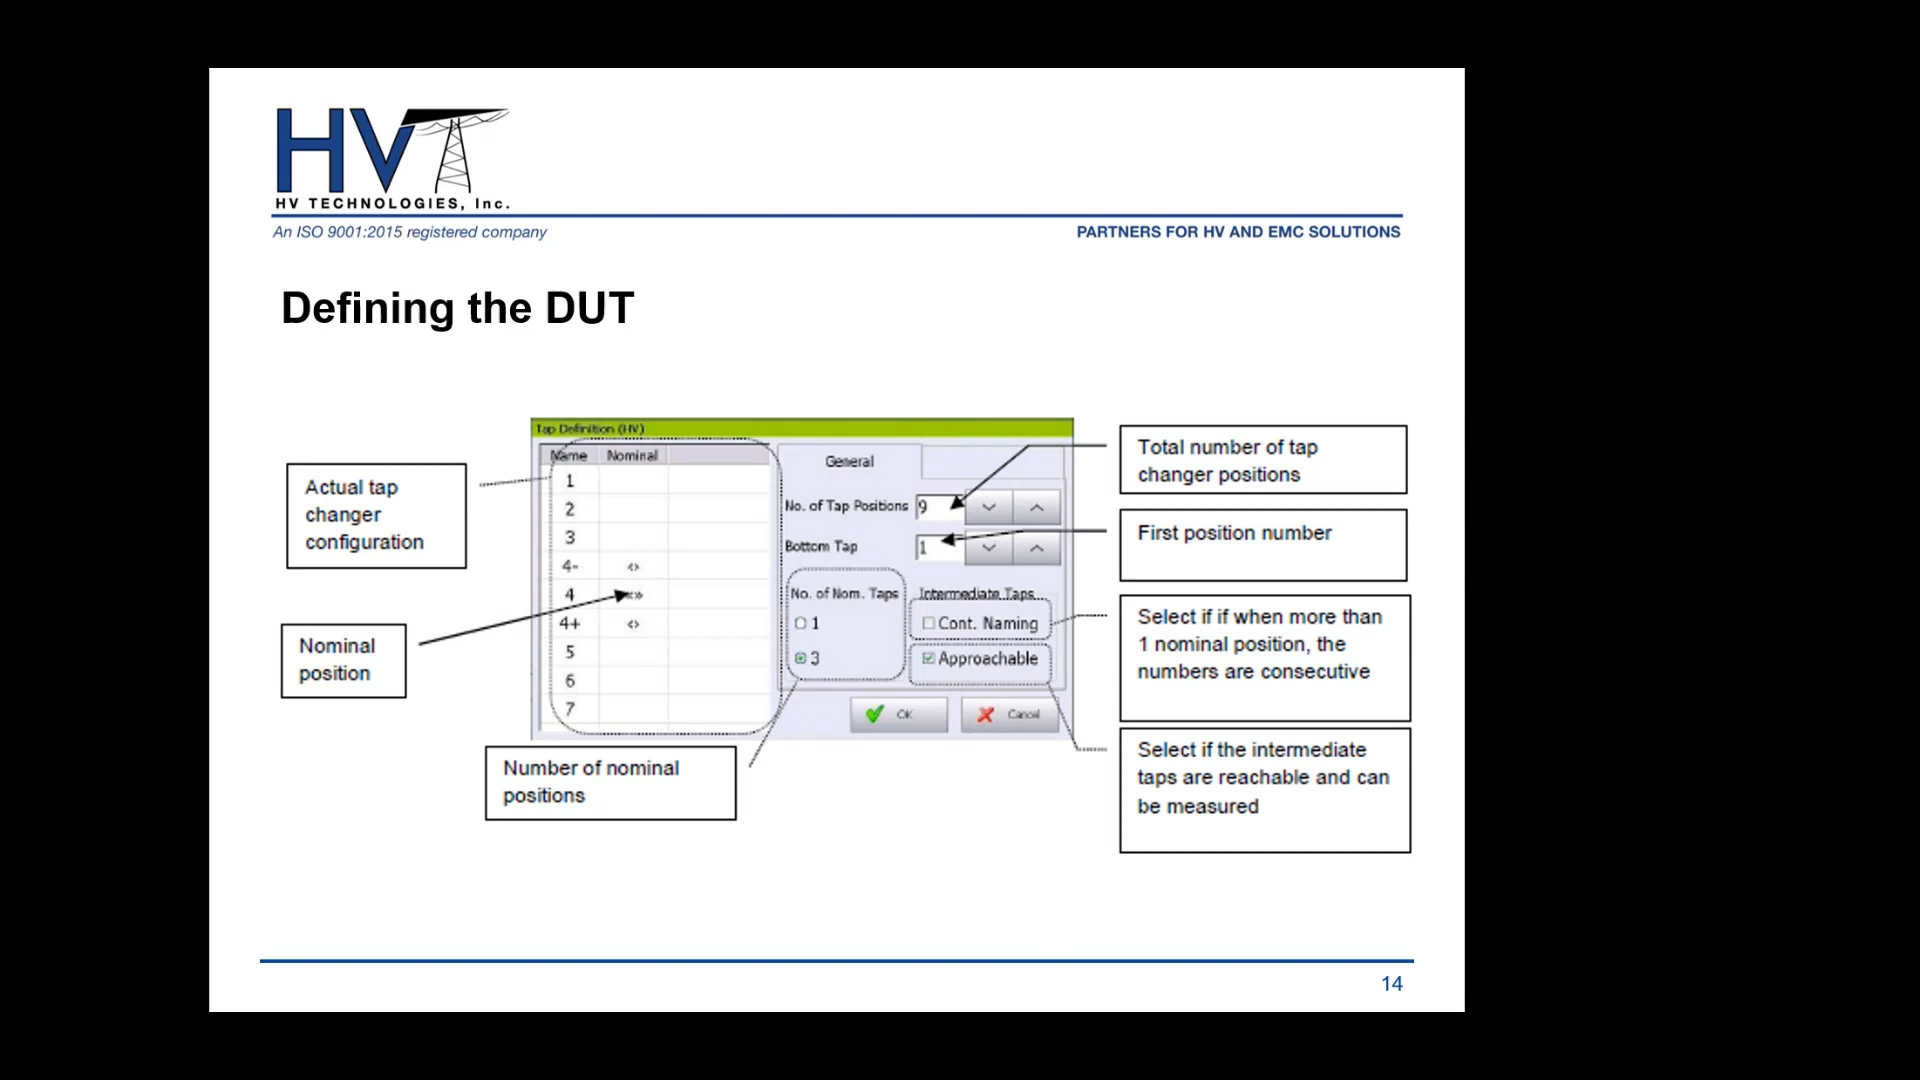 HVT
HV TECHNOLOGIES, Inc.
An ISO 9001:2015 registered company
PARTNERS FOR HV AND EMC SOLUTIONS
Defining the DUT
Actual tap
changer
configuration
Nominal
position
Number of nominal
positions
Tap Definition (HV)
Name Nominal
1
2
3
4- <>
4 «»
4+ <>
5
6
7
General
No. of Tap Positions 9
Bottom Tap 1
No. of Nom. Taps
1
3
Intermediate Taps
Cont. Naming
Approachable
OK Cancel
Total number of tap
changer positions
First position number
Select if if when more than
1 nominal position, the
numbers are consecutive
Select if the intermediate
taps are reachable and can
be measured
14